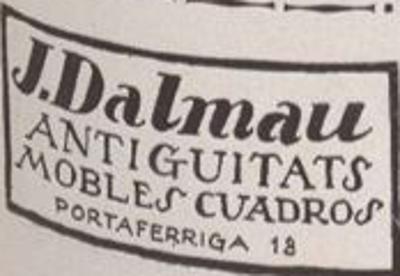 J. Dalmau
ANTIGUITATS
MOBLES CUADROS
PORTAFERRIGA 18